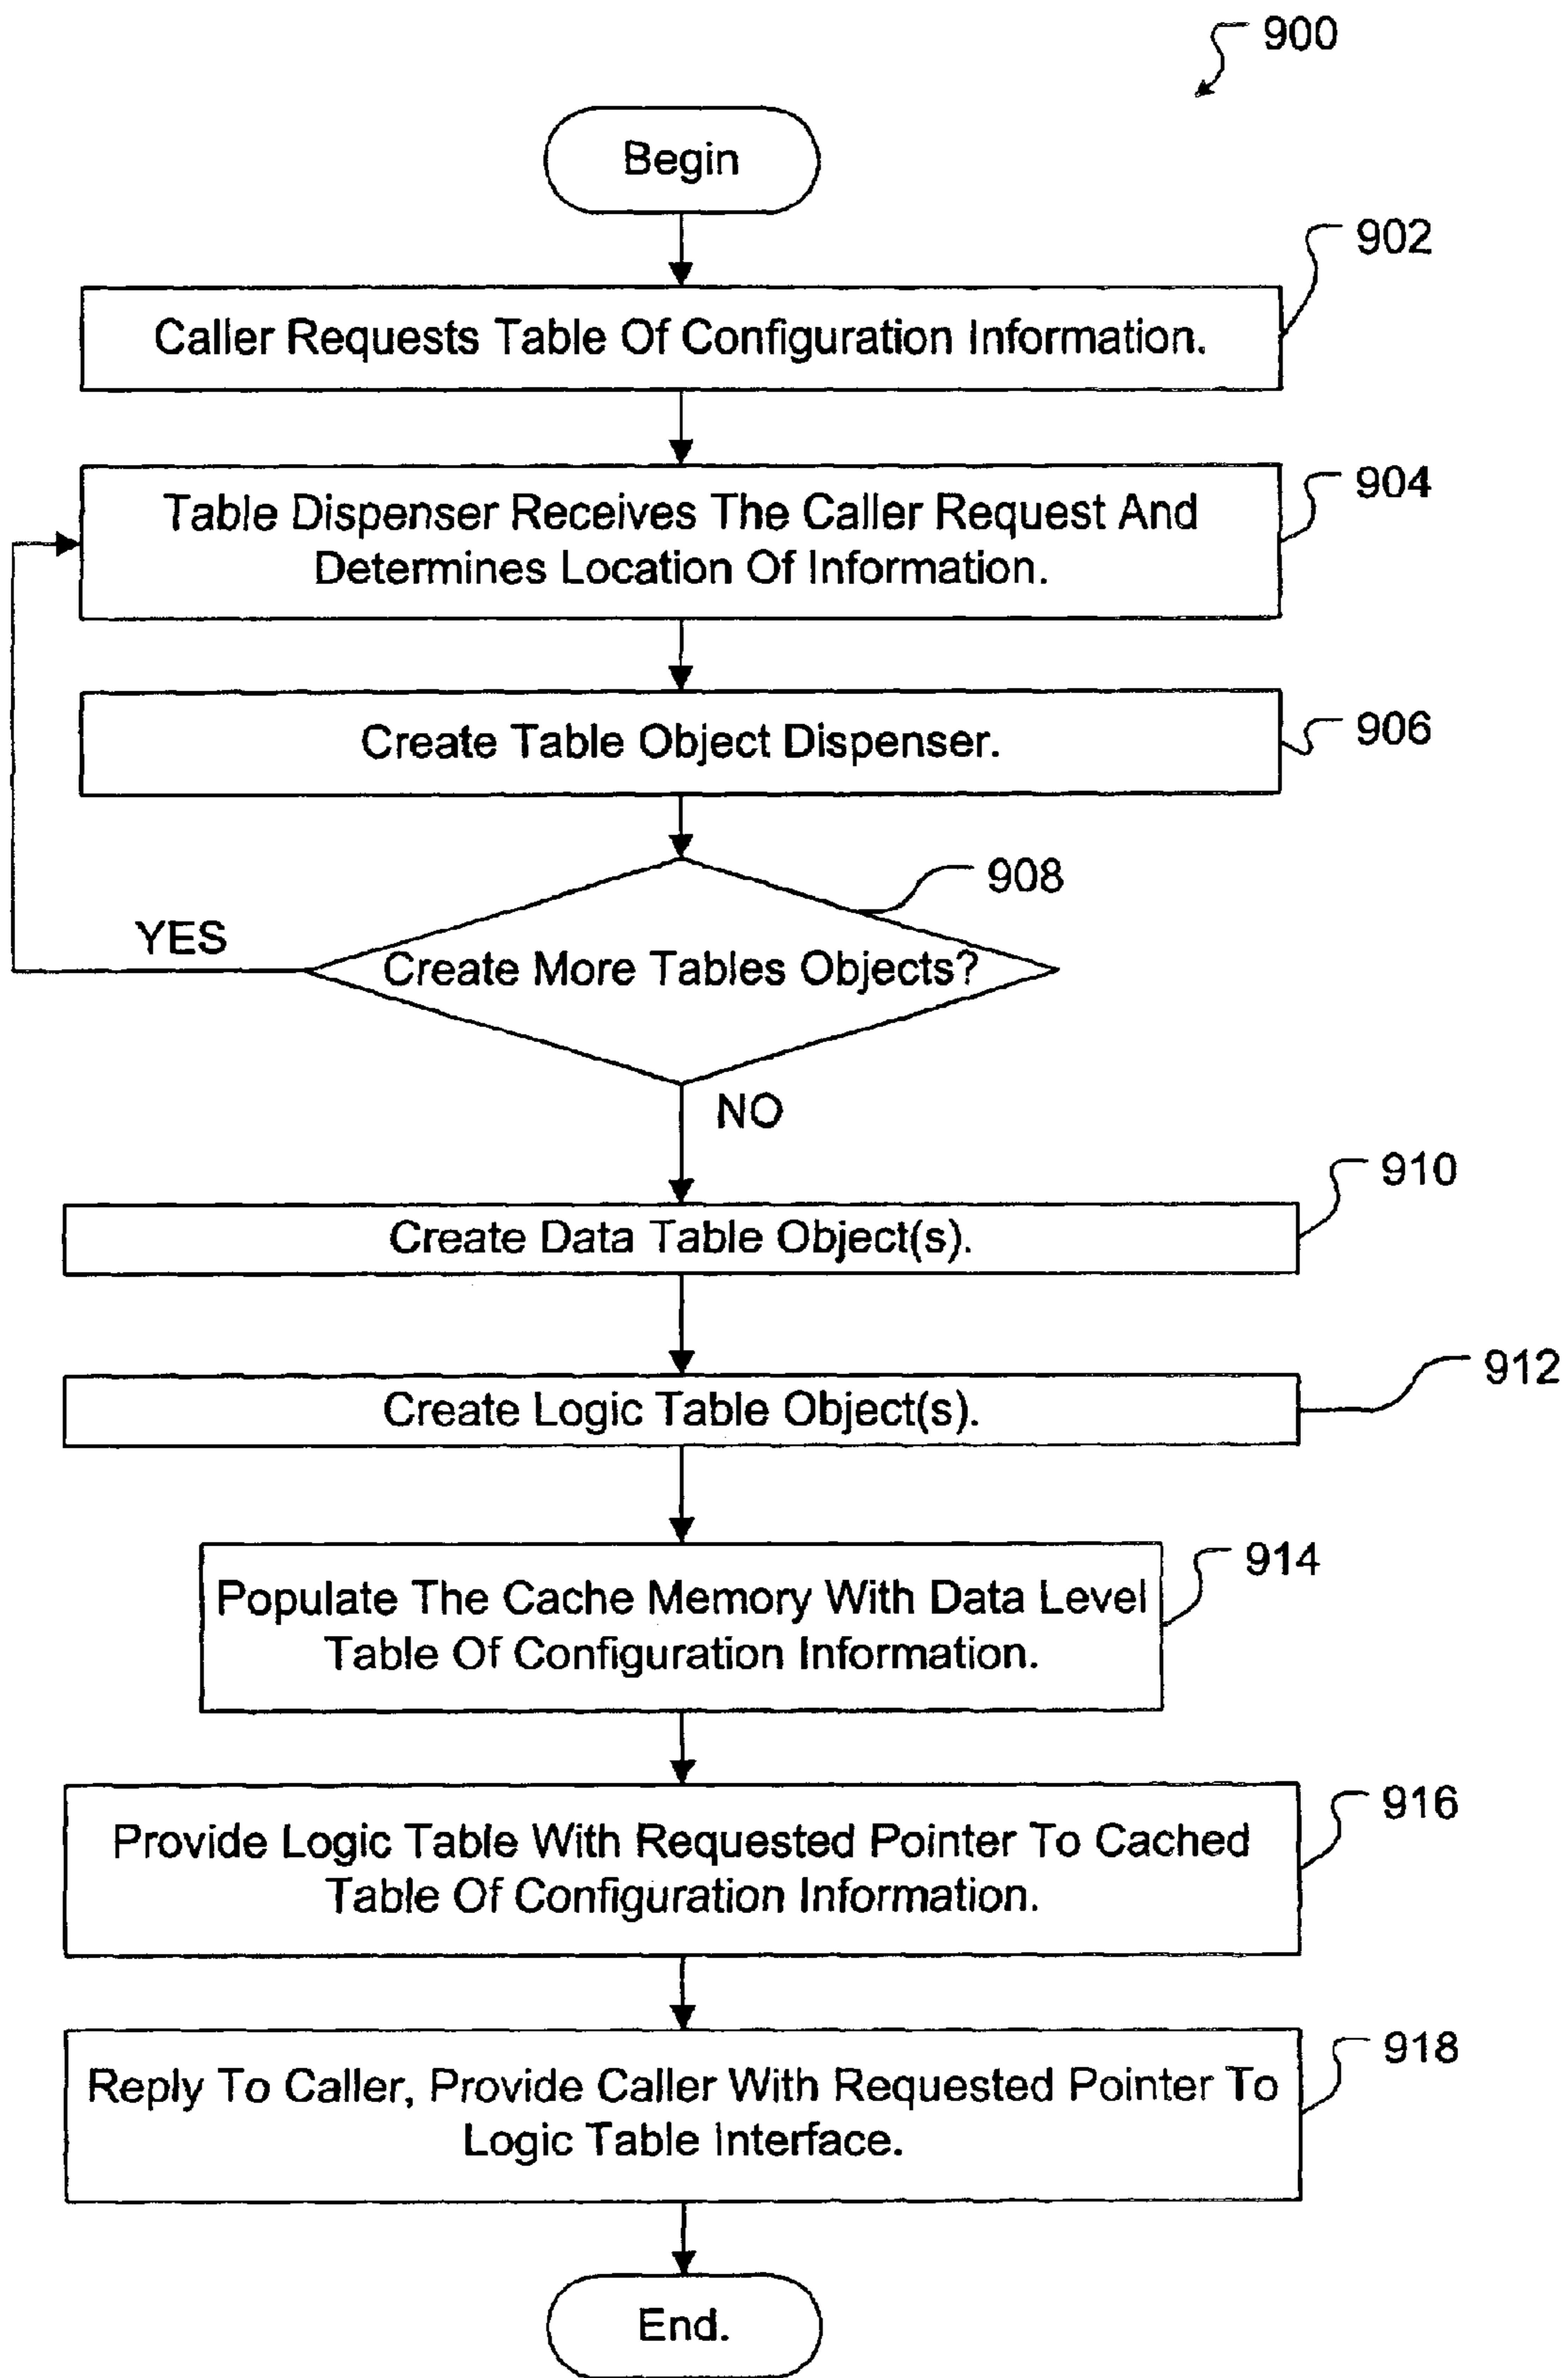 900
Begin
902
Caller Requests Table Of Configuration Information.
904
Table Dispenser Receives The Caller Request And
Determines Location Of Information.
906
Create Table Object Dispenser.
908
YES
Create More Tables Objects?
NO
910
Create Data Table Object(s).
912
Create Logic Table Object(s).
914
Populate The Cache Memory With Data Level
Table Of Configuration Information.
916
Provide Logic Table With Requested Pointer To Cached
Table Of Configuration Information.
918
Reply To Caller, Provide Caller With Requested Pointer To
Logic Table Interface.
End.